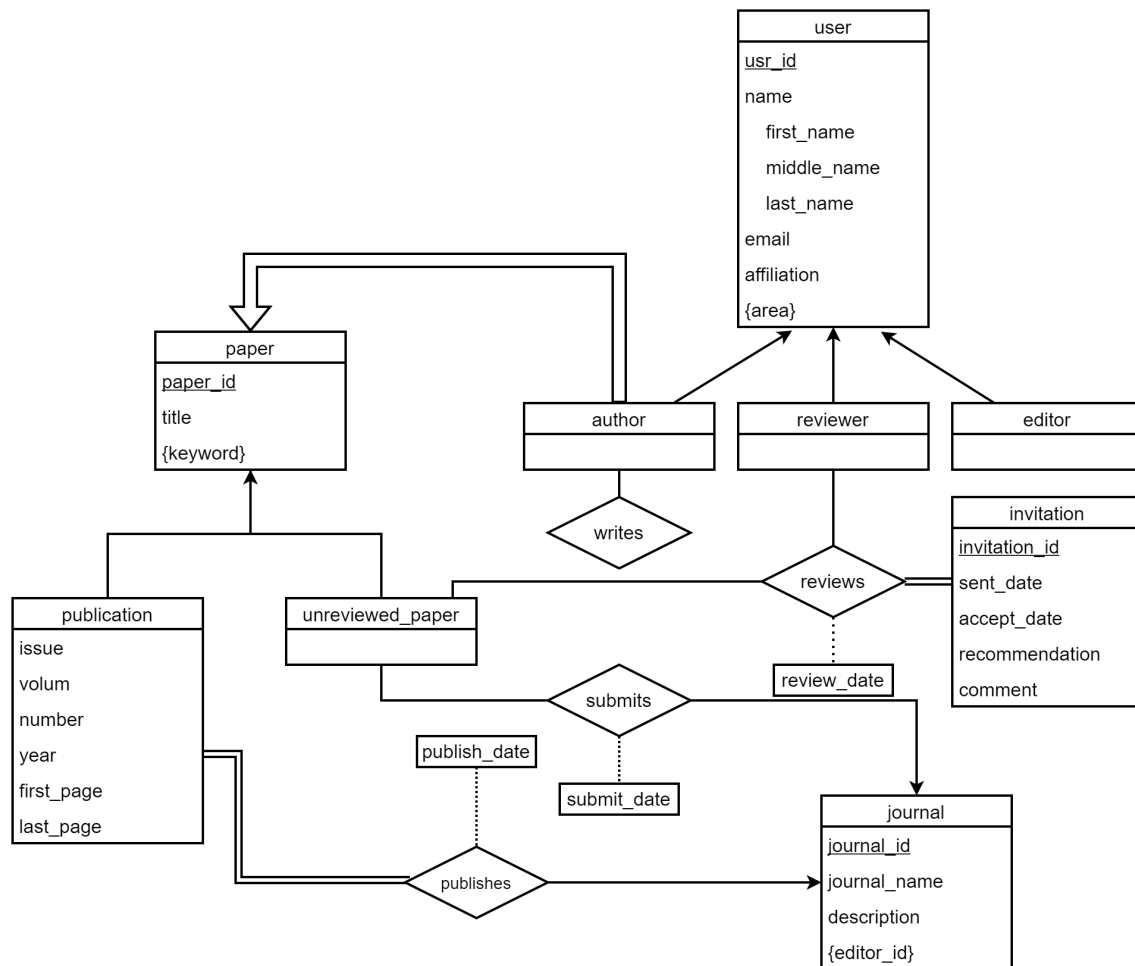 user
usr_id
name
first_name
middle_name
last_name
email
affiliation
{area}
paper
paper_id
title
{keyword}
author
reviewer
editor
writes
invitation
invitation_id
sent_date
accept_date
recommendation
comment
reviews
review_date
publication
issue
volum
number
year
first_page
last_page
unreviewed_paper
submits
submit_date
publish_date
publishes
journal
journal_id
journal_name
description
{editor_id}